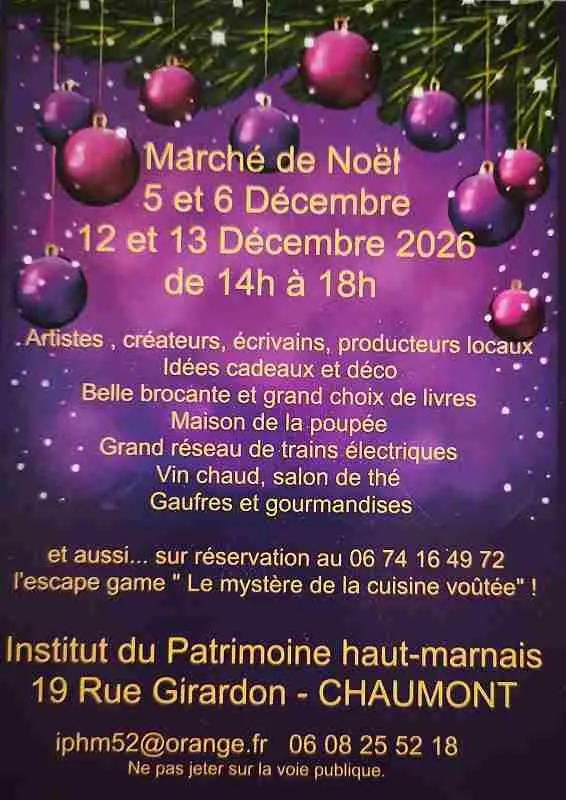 Marché de Noël
5 et 6 Décembre
12 et 13 Décembre 2026
de 14h à 18h
Artistes , créateurs, écrivains, producteurs locaux
Idées cadeaux et déco
Belle brocante et grand choix de livres
Maison de la poupée
Grand réseau de trains électriques
Vin chaud, salon de thé
Gaufres et gourmandises
et aussi... sur réservation au 06 74 16 49 72
l'escape game " Le mystère de la cuisine voûtée" !
Institut du Patrimoine haut-marnais
19 Rue Girardon - CHAUMONT
iphm52@orange.fr 06 08 25 52 18
Ne pas jeter sur la voie publique.